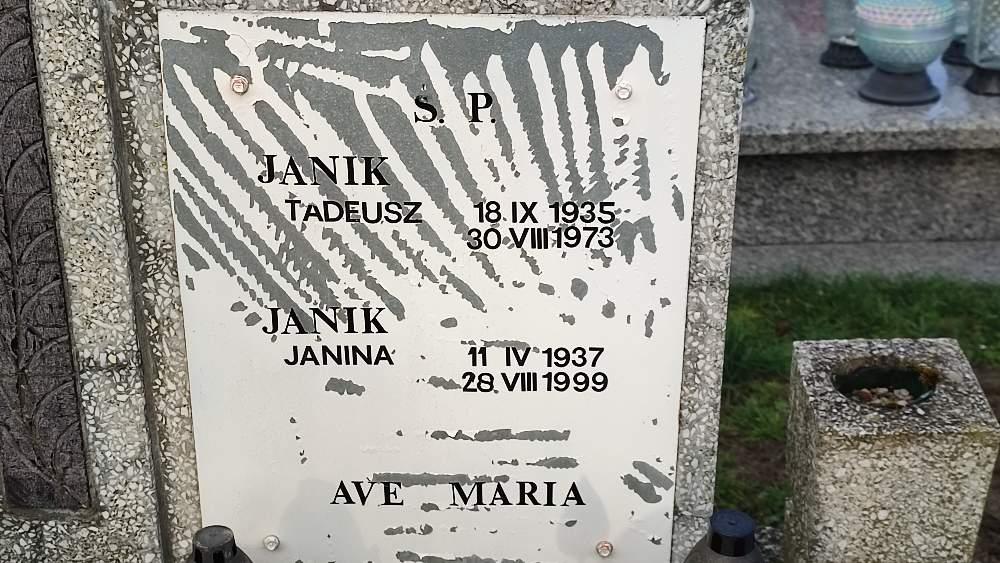 S. P.
JANIK
TADEUSZ 18 IX 1935
30 VIII 1973
JANIK
JANINA 11 IV 1937
28 VIII 1999
AVE MARIA